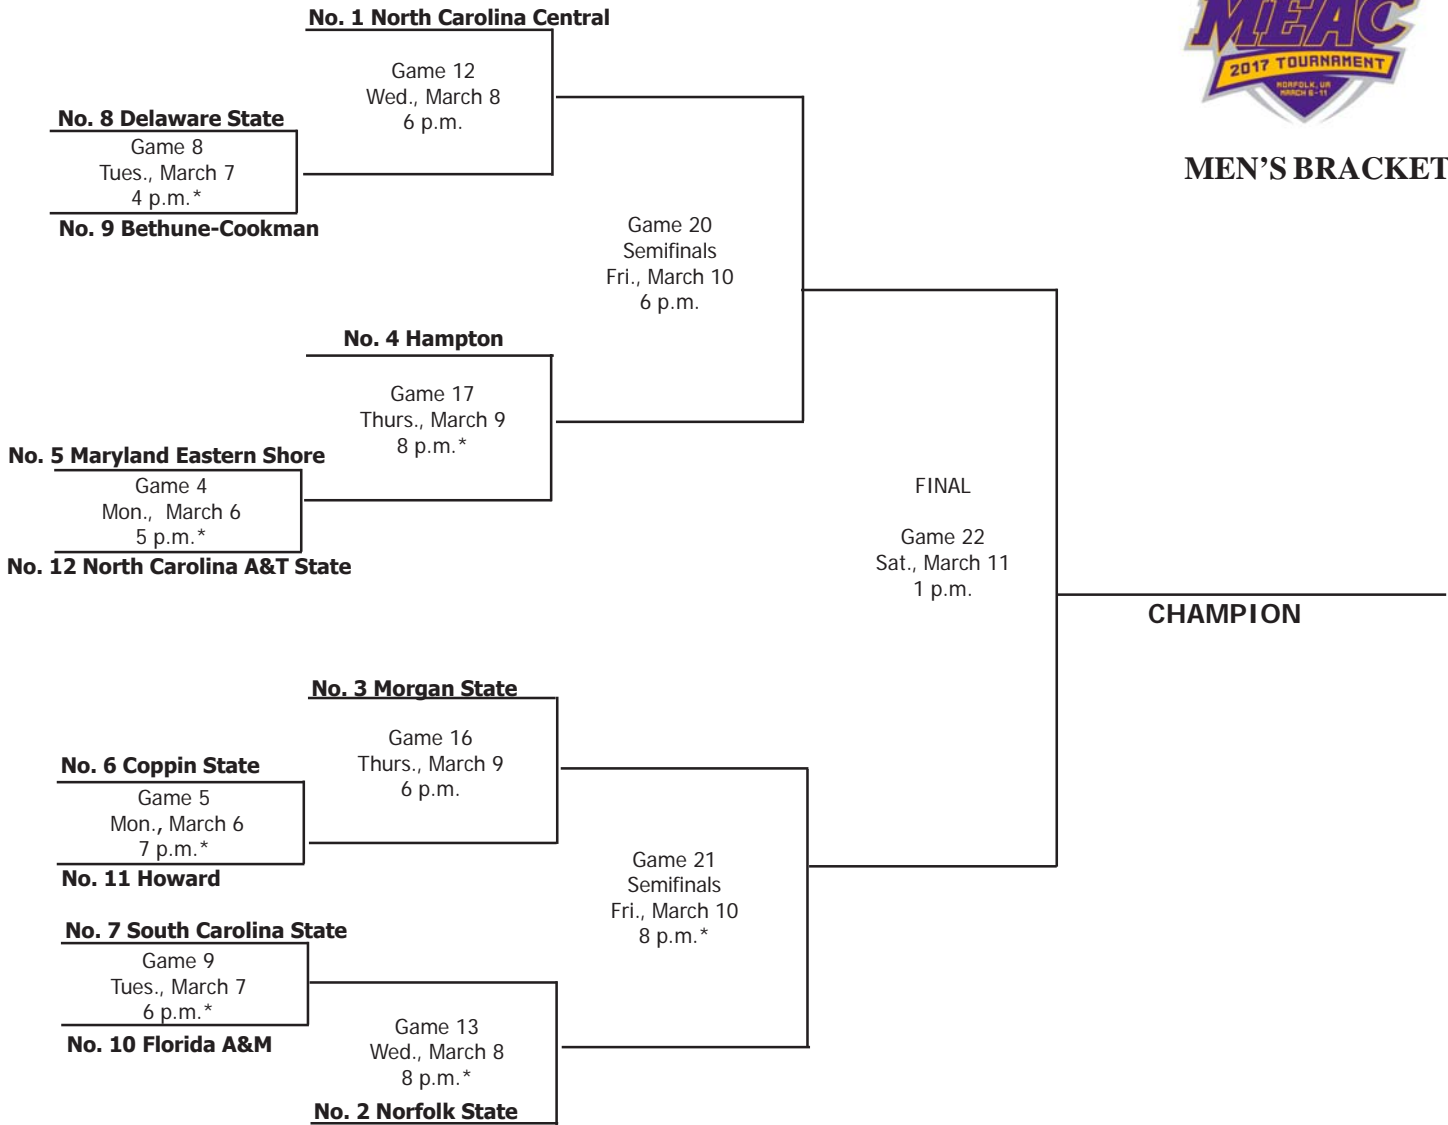 No. 1 North Carolina Central
Game 12
Wed., March 8
6 p.m.
MEAC
2017 TOURNAMENT
NORFOLK, VA
MARCH 6-11
MEN'S BRACKET
No. 8 Delaware State
Game 8
Tues., March 7
4 p.m.*
No. 9 Bethune-Cookman
Game 20
Semifinals
Fri., March 10
6 p.m.
No. 4 Hampton
Game 17
Thurs., March 9
8 p.m.*
No. 5 Maryland Eastern Shore
Game 4
Mon., March 6
5 p.m.*
No. 12 North Carolina A&T State
FINAL
Game 22
Sat., March 11
1 p.m.
CHAMPION
No. 3 Morgan State
Game 16
Thurs., March 9
6 p.m.
No. 6 Coppin State
Game 5
Mon., March 6
7 p.m.*
No. 11 Howard
Game 21
Semifinals
Fri., March 10
8 p.m.*
No. 7 South Carolina State
Game 9
Tues., March 7
6 p.m.*
No. 10 Florida A&M
Game 13
Wed., March 8
8 p.m.*
No. 2 Norfolk State